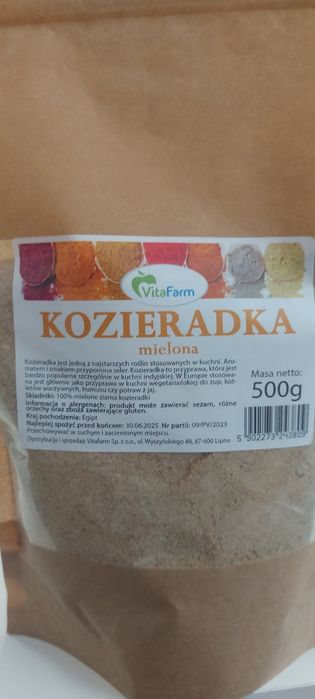 VitaFarm
KOZIERADKA
mielona
Kozieradka jest jedną z najstarszych roślin stosowanych w kuchni. Aro-
matem i smakiem przypomina seler. Kozieradka to przyprawa, która jest
bardzo popularna szczególnie w kuchni indyjskiej. W Europie stosowa-
na jest głównie jako przyprawa w kuchni wegetariańskiej do zup, kot-
letów warzywnych, humusu czy potraw z jaj.
Składniki: 100% mielone ziarna kozieradki
Informacja o alergenach: produkt może zawierać sezam, różne
orzechy oraz zboża zawierające gluten.
Kraj pochodzenia: Egipt
Najlepiej spożyć przed końcem: 30.06.2025 Nr partii: 09/PV/2023
Przechowywać w suchym i zacienionym miejscu.
Dystrybucja i sprzedaż: Vitafarm Sp. z o.o., ul. Wyszyńskiego 48, 87-600 Lipno
Masa netto:
500g
5 902273 243809